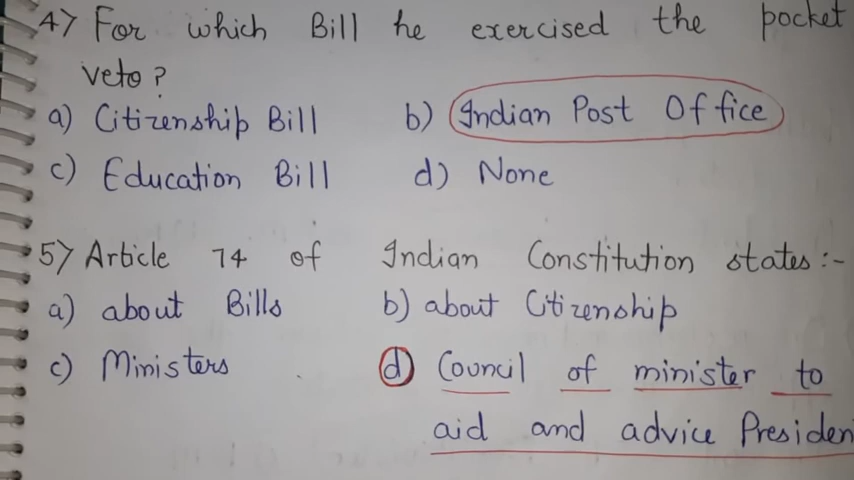 4) For which Bill he exercised the pocket
veto?
a) Citizenship Bill b) Indian Post Office
c) Education Bill d) None
5) Article 74 of Indian Constitution states:-
a) about Bills b) about Citizenship
c) Ministers d) Council of minister to
aid and advice Presiden